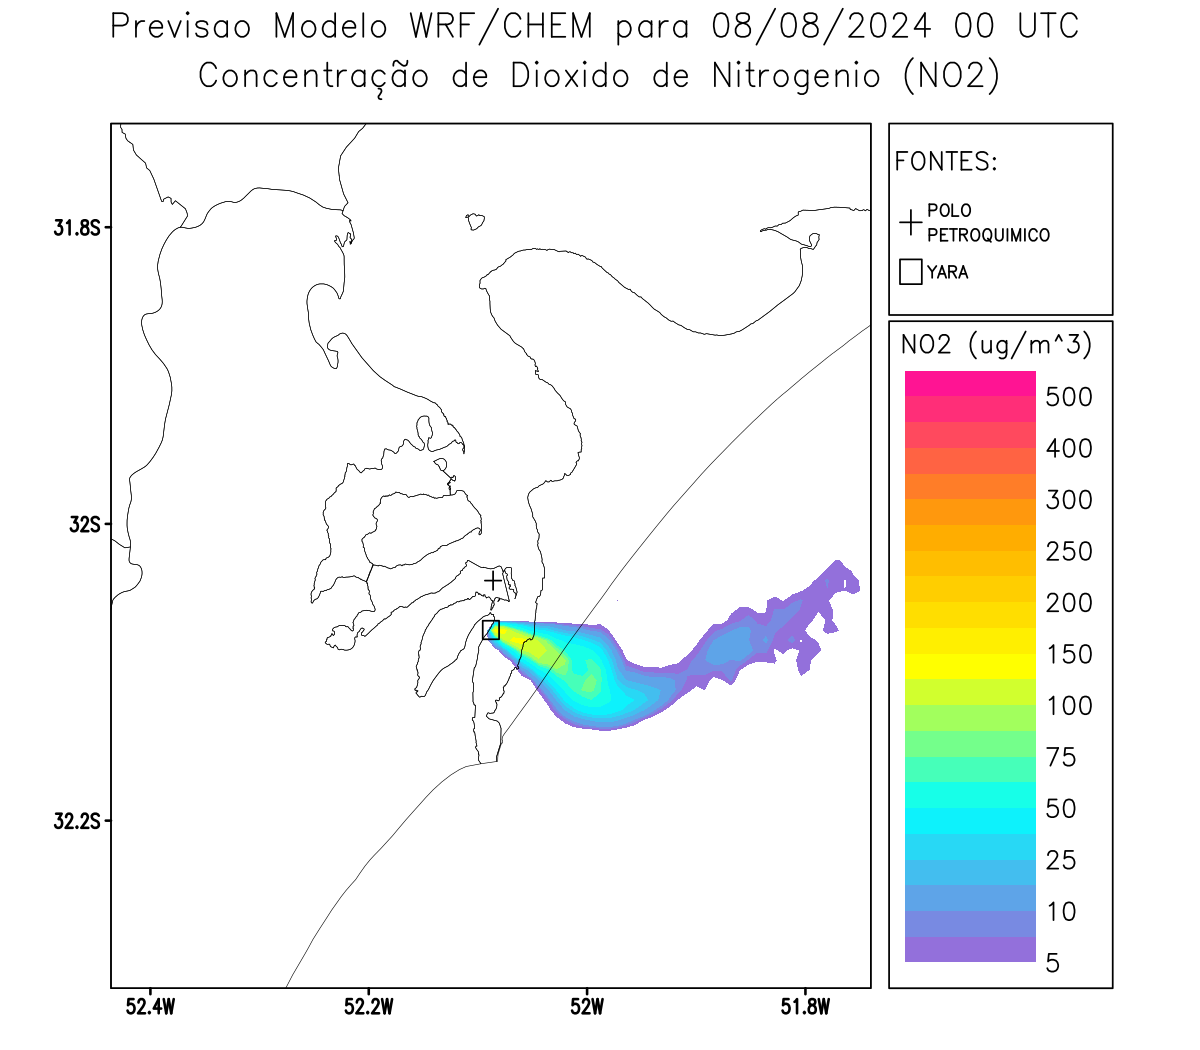 Previsao Modelo WRF/CHEM para 08/08/2024 00 UTC
Concentração de Dioxido de Nitrogenio (NO2)
FONTES:
POLO
PETROQUIMICO
YARA
NO2 (ug/m^3)
500
400
300
250
200
150
100
75
50
25
10
5
31.8S
32S
32.2S
52.4W
52.2W
52W
51.8W